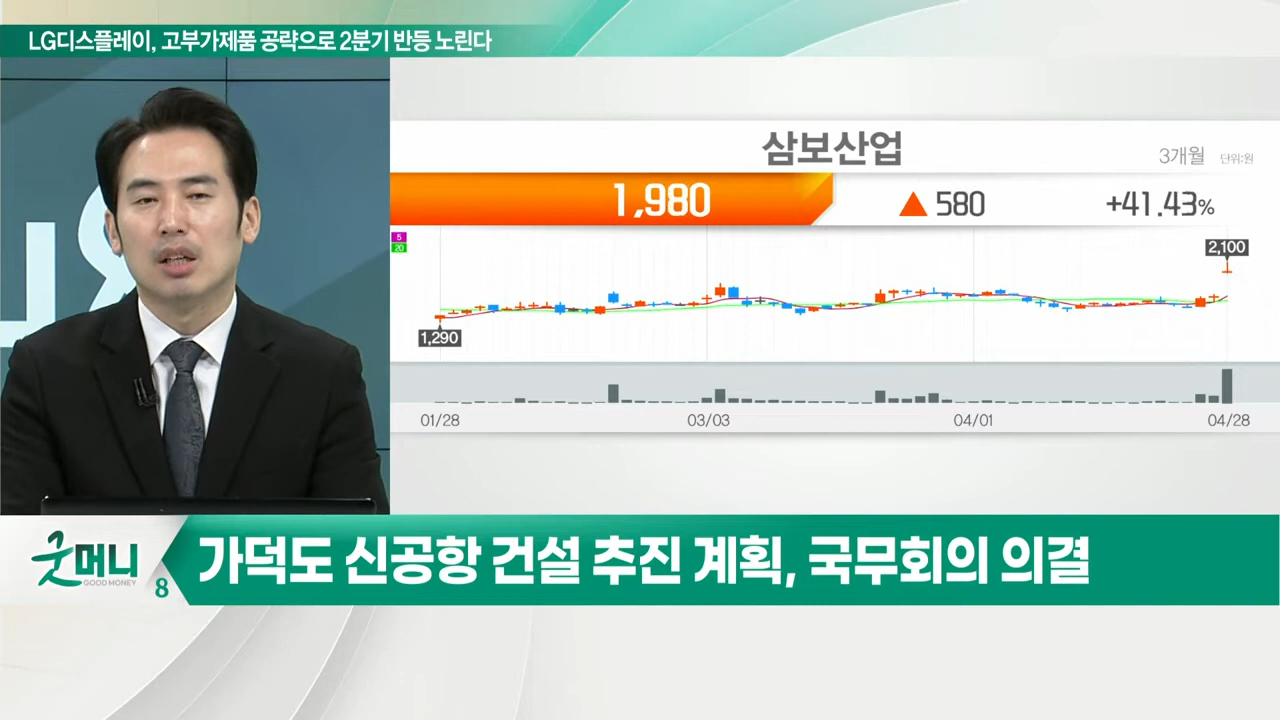 LG디스플레이, 고부가제품 공략으로 2분기 반등 노린다
삼보산업
3개월 단위:원
1,980 ▲ 580 +41.43%
5
20
2,100
1,290
01/28 03/03 04/01 04/28
굿머니
GOOD MONEY
8
가덕도 신공항 건설 추진 계획, 국무회의 의결